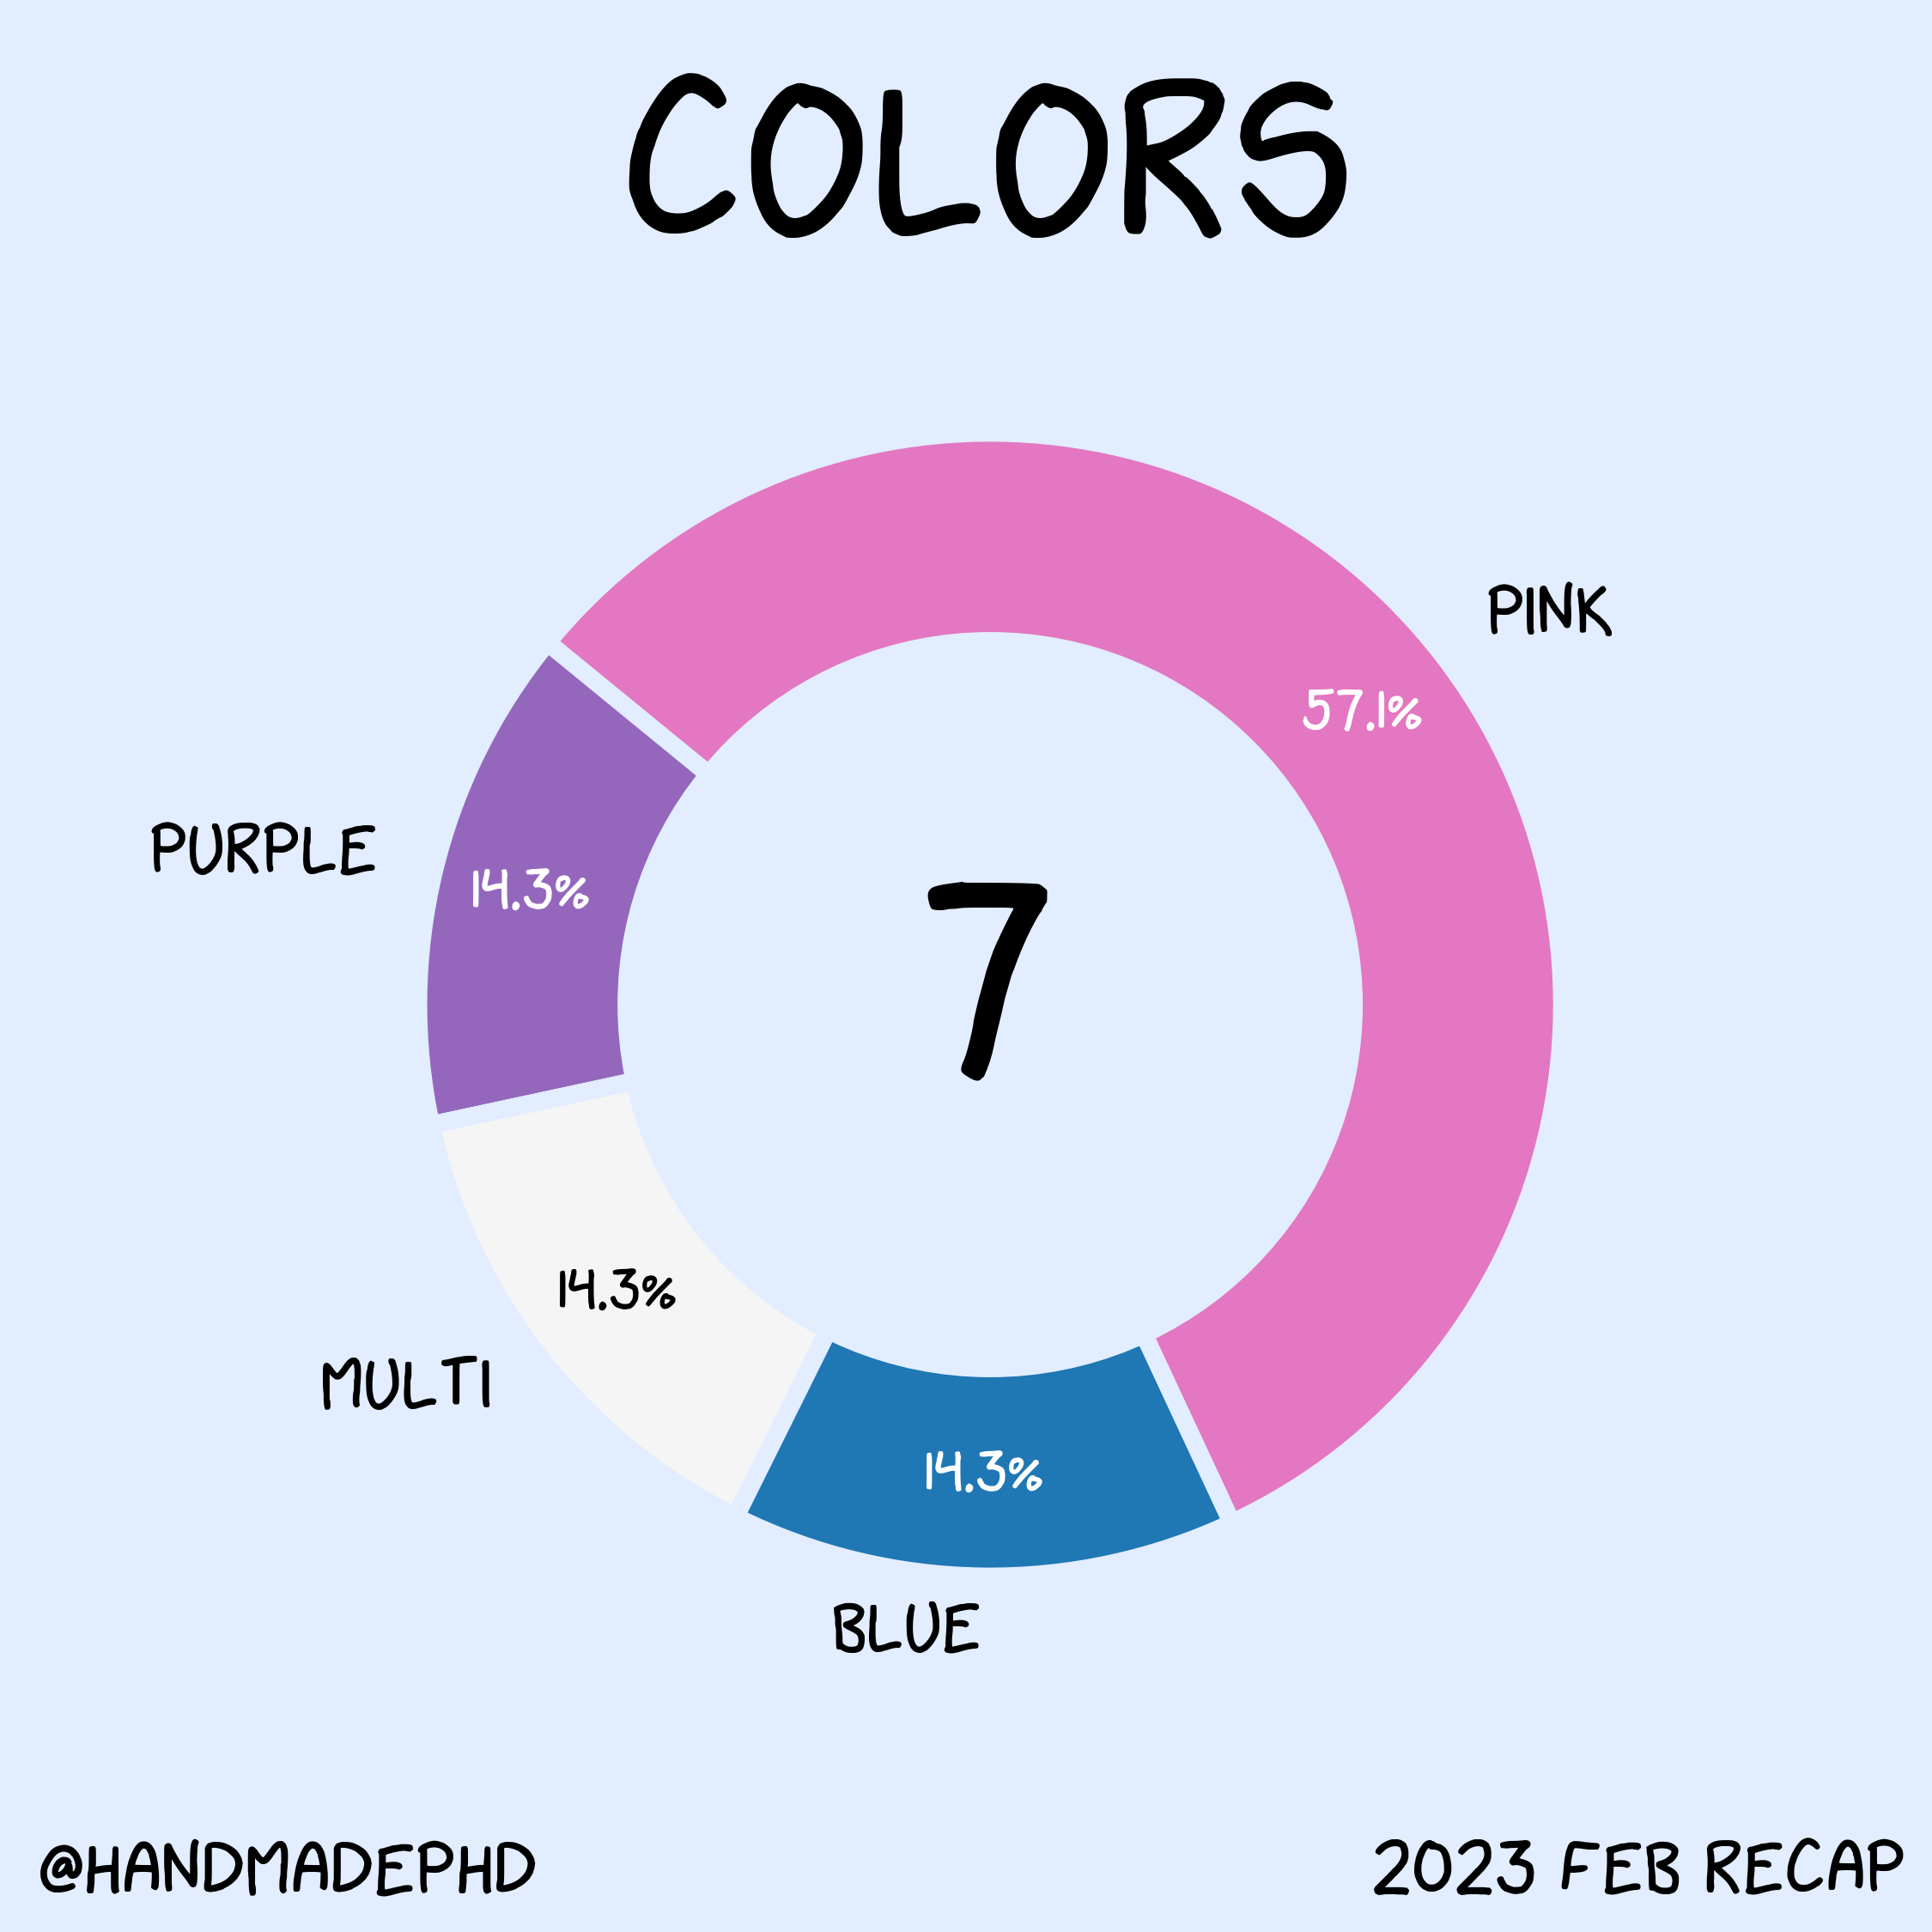 COLORS
PINK
57.1%
PURPLE
14.3%
7
14.3%
MULTI
14.3%
BLUE
@HANDMADEPHD
2023 FEB RECAP